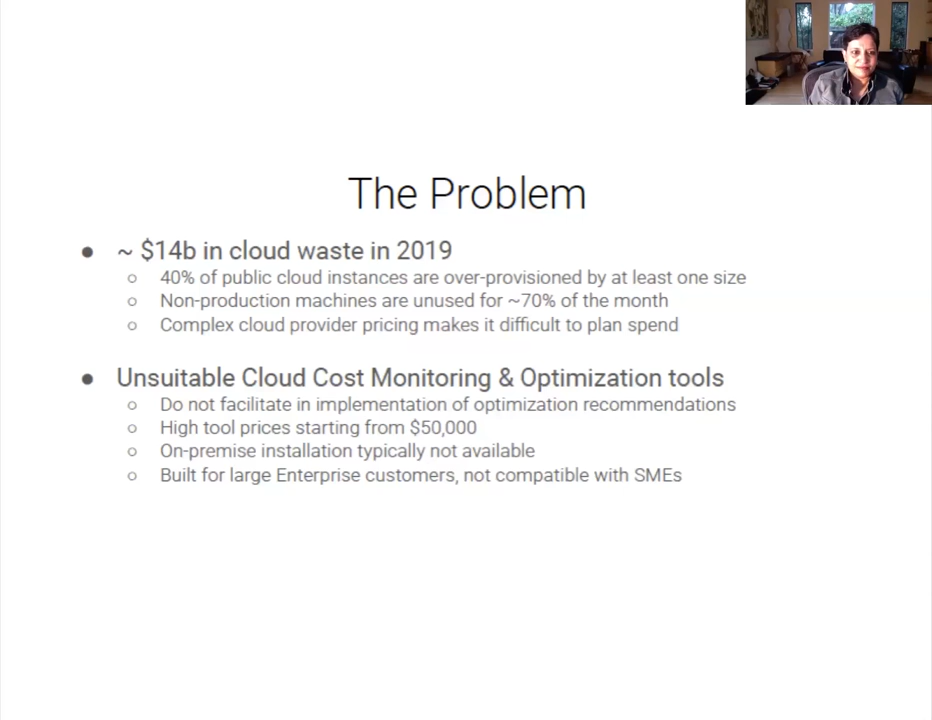 The Problem
● ~ $14b in cloud waste in 2019
○ 40% of public cloud instances are over-provisioned by at least one size
○ Non-production machines are unused for ~70% of the month
○ Complex cloud provider pricing makes it difficult to plan spend
● Unsuitable Cloud Cost Monitoring & Optimization tools
○ Do not facilitate in implementation of optimization recommendations
○ High tool prices starting from $50,000
○ On-premise installation typically not available
○ Built for large Enterprise customers, not compatible with SMEs